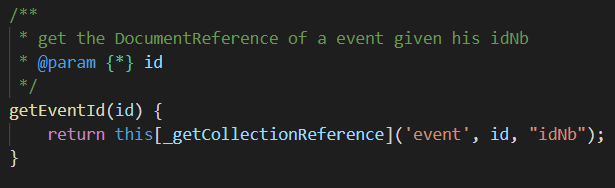 /**
 * get the DocumentReference of a event given his idNb
 * @param {*} id
 */
getEventId(id) {
    return this[_getCollectionReference]('event', id, "idNb");
}